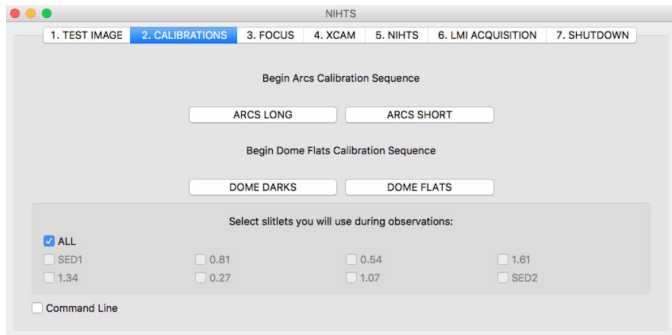 NIHTS
1. TEST IMAGE 2. CALIBRATIONS 3. FOCUS 4. XCAM 5. NIHTS 6. LMI ACQUISITION 7. SHUTDOWN
Begin Arcs Calibration Sequence
ARCS LONG ARCS SHORT
Begin Dome Flats Calibration Sequence
DOME DARKS DOME FLATS
Select slitlets you will use during observations:
ALL
SED1 0.81 0.54 1.61
1.34 0.27 1.07 SED2
Command Line